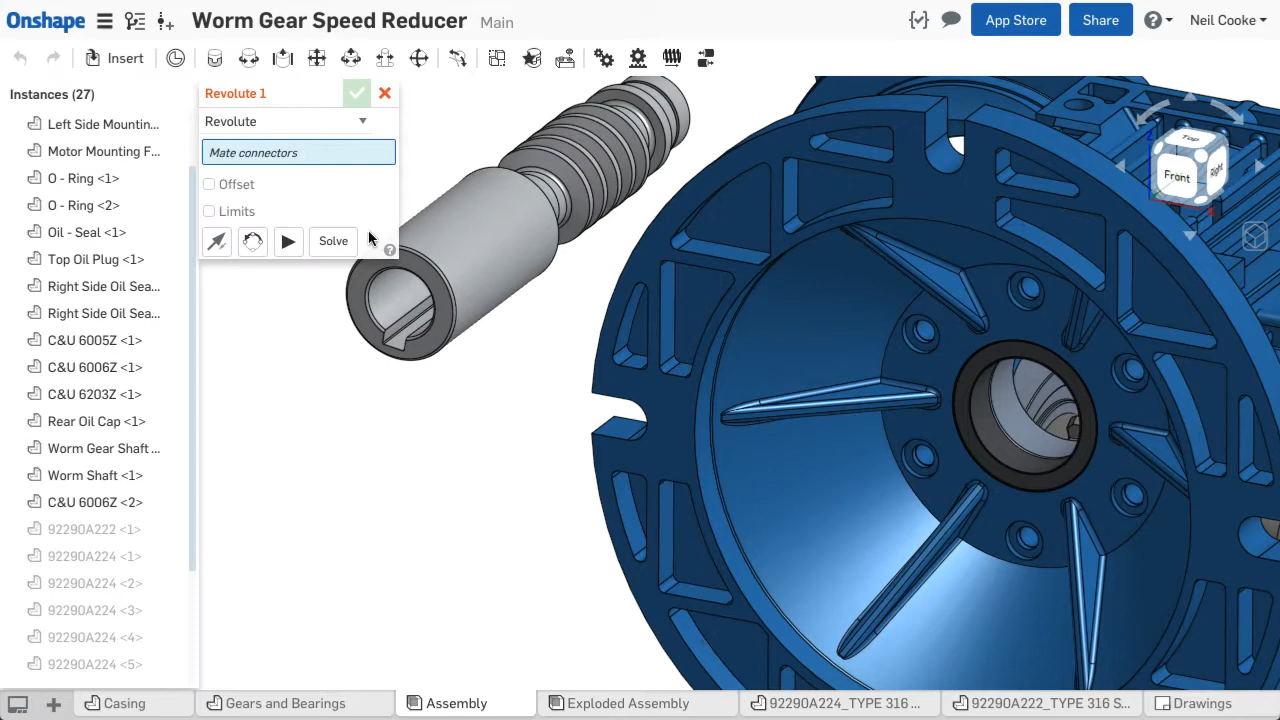 Onshape
Worm Gear Speed Reducer Main
App Store
Share
Neil Cooke
Insert
Instances (27)
Left Side Mountin...
Motor Mounting F...
O - Ring <1>
O - Ring <2>
Oil - Seal <1>
Top Oil Plug <1>
Right Side Oil Sea...
Right Side Oil Sea...
C&U 6005Z <1>
C&U 6006Z <1>
C&U 6203Z <1>
Rear Oil Cap <1>
Worm Gear Shaft ...
Worm Shaft <1>
C&U 6006Z <2>
92290A222 <1>
92290A224 <1>
92290A224 <2>
92290A224 <3>
92290A224 <4>
92290A224 <5>
Revolute 1
Revolute
Mate connectors
Offset
Limits
Solve
Top
Front
Right
Z
X
Casing
Gears and Bearings
Assembly
Exploded Assembly
92290A224_TYPE 316 ...
92290A222_TYPE 316 S...
Drawings